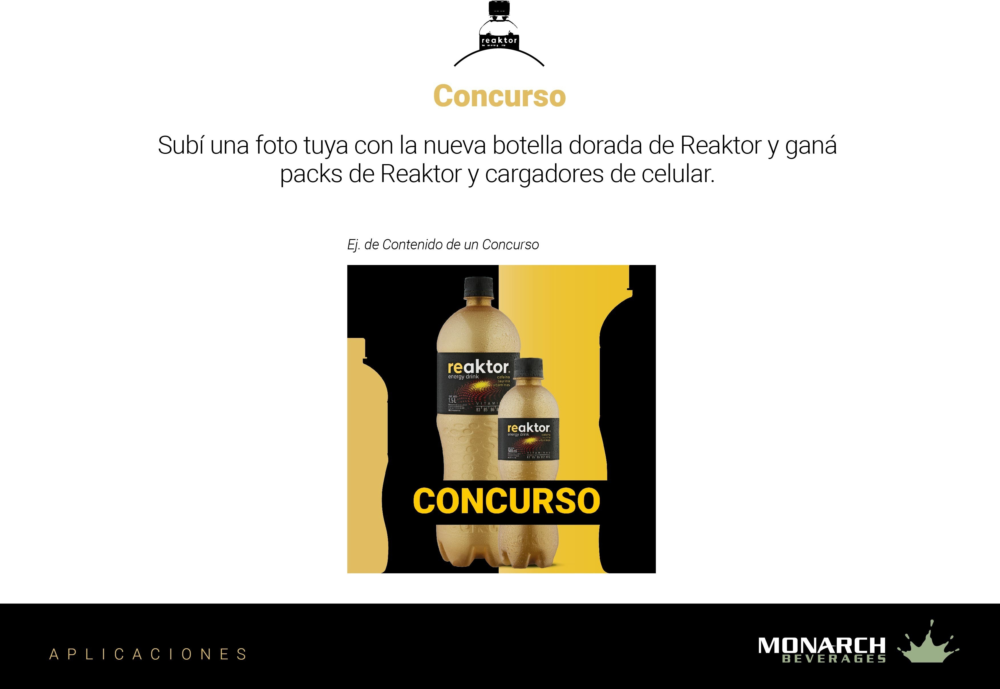 reaktor
Concurso
Subí una foto tuya con la nueva botella dorada de Reaktor y ganá
packs de Reaktor y cargadores de celular.
Ej. de Contenido de un Concurso
reaktor
energy drink
cafeína
taurina
vitaminas
1.5 L
VITAMI
B3 B5 B6
reaktor
energy drink
cafeína
taurina
vitaminas
500 ml
VITAMINAS
B3 B5 B6 B12
CONCURSO
APLICACIONES
MONARCH
BEVERAGES